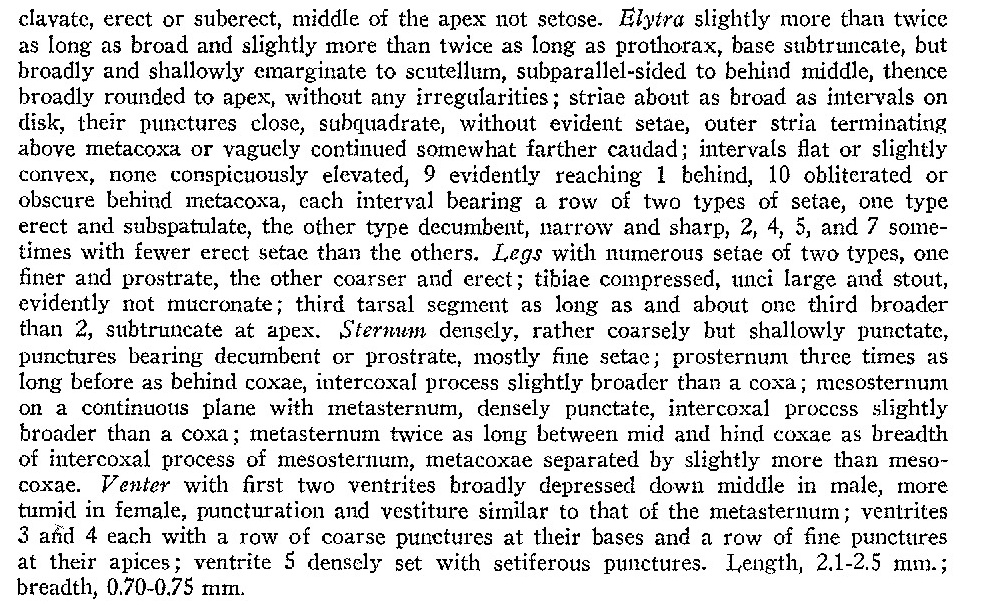 clavate, erect or suberect, middle of the apex not setose. Elytra slightly more than twice
as long as broad and slightly more than twice as long as prothorax, base subtruncate, but
broadly and shallowly emarginate to scutellum, subparallel-sided to behind middle, thence
broadly rounded to apex, without any irregularities; striae about as broad as intervals on
disk, their punctures close, subquadrate, without evident setae, outer stria terminating
above metacoxa or vaguely continued somewhat farther caudad; intervals flat or slightly
convex, none conspicuously elevated, 9 evidently reaching 1 behind, 10 obliterated or
obscure behind metacoxa, each interval bearing a row of two types of setae, one type
erect and subspatulate, the other type decumbent, narrow and sharp, 2, 4, 5, and 7 some-
times with fewer erect setae than the others. Legs with numerous setae of two types, one
finer and prostrate, the other coarser and erect; tibiae compressed, unci large and stout,
evidently not mucronate; third tarsal segment as long as and about one third broader
than 2, subtruncate at apex. Sternum densely, rather coarsely but shallowly punctate,
punctures bearing decumbent or prostrate, mostly fine setae; prosternum three times as
long before as behind coxae, intercoxal process slightly broader than a coxa; mesosternum
on a continuous plane with metasternum, densely punctate, intercoxal process slightly
broader than a coxa; metasternum twice as long between mid and hind coxae as breadth
of intercoxal process of mesosternum, metacoxae separated by slightly more than meso-
coxae. Venter with first two ventrites broadly depressed down middle in male, more
tumid in female, puncturation and vestiture similar to that of the metasternum; ventrites
3 and 4 each with a row of coarse punctures at their bases and a row of fine punctures
at their apices; ventrite 5 densely set with setiferous punctures. Length, 2.1-2.5 mm.;
breadth, 0.70-0.75 mm.